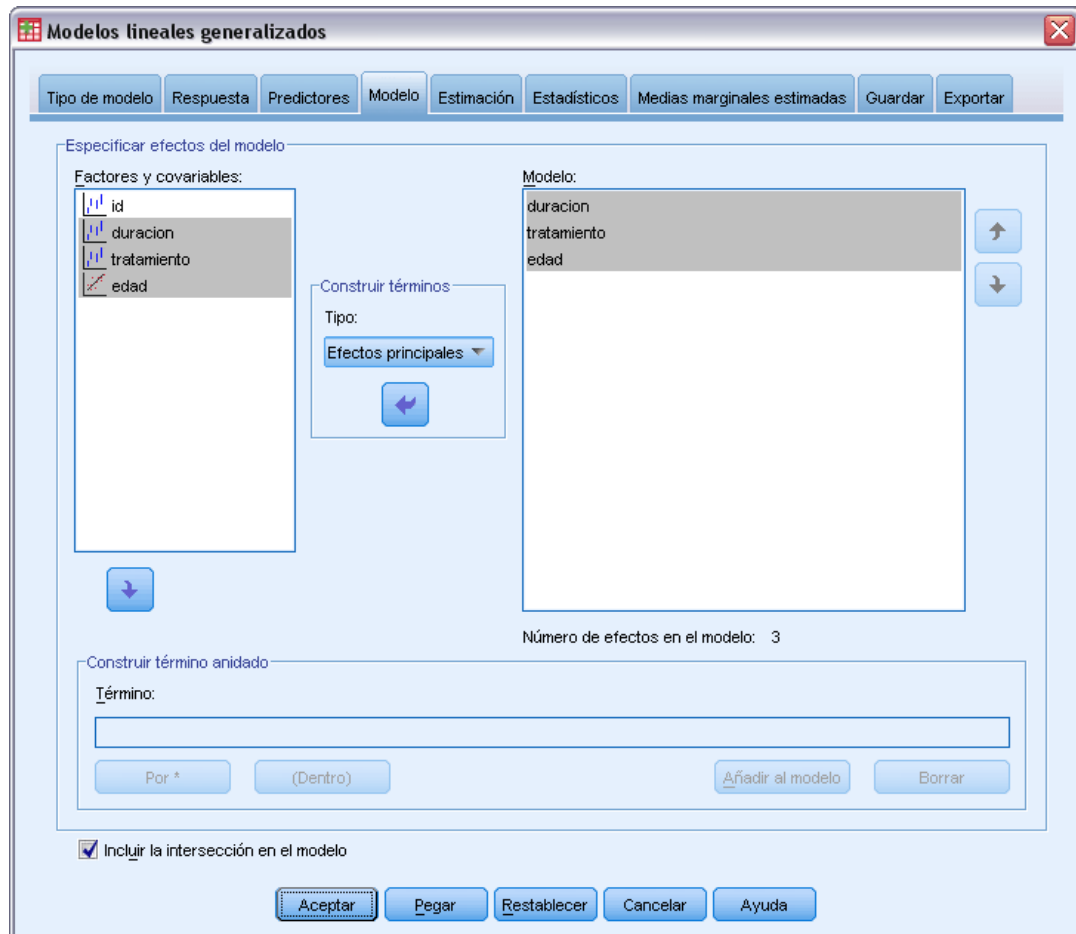 Modelos lineales generalizados
Tipo de modelo
Respuesta
Predictores
Modelo
Estimación
Estadísticos
Medias marginales estimadas
Guardar
Exportar
Especificar efectos del modelo
Factores y covariables:
id
duracion
tratamiento
edad
Construir términos
Tipo:
Efectos principales
Modelo:
duracion
tratamiento
edad
Número de efectos en el modelo: 3
Construir término anidado
Término:
Por *
(Dentro)
Añadir al modelo
Borrar
Incluir la intersección en el modelo
Aceptar
Pegar
Restablecer
Cancelar
Ayuda